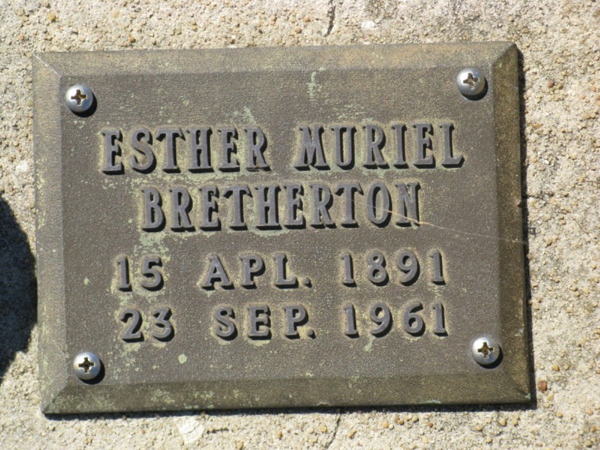 ESTHER MURIEL
BRETHERTON
15 APL. 1891
23 SEP. 1961